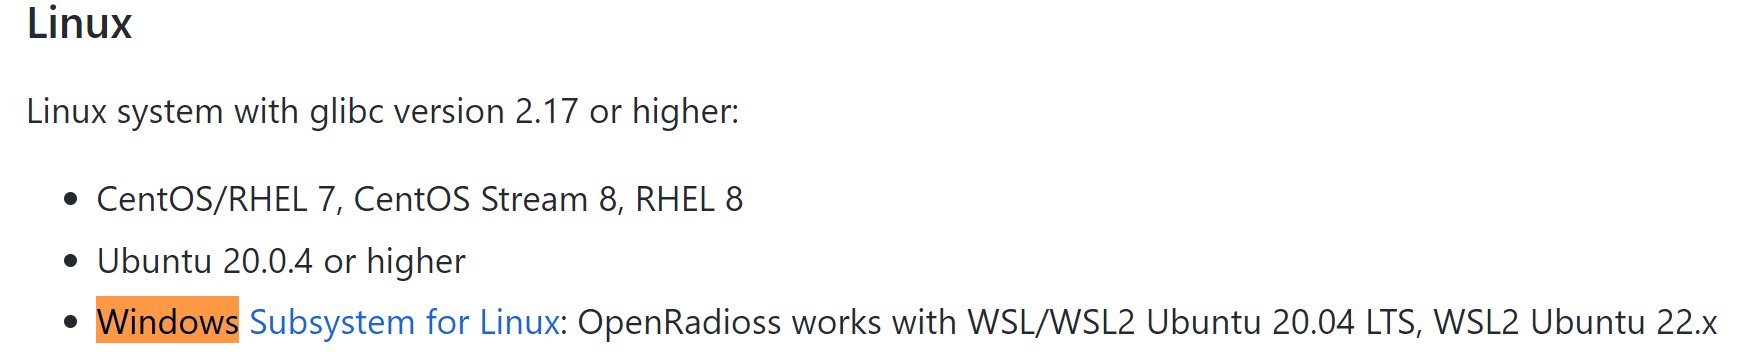 Linux
Linux system with glibc version 2.17 or higher:
• CentOS/RHEL 7, CentOS Stream 8, RHEL 8
• Ubuntu 20.0.4 or higher
• Windows Subsystem for Linux: OpenRadioss works with WSL/WSL2 Ubuntu 20.04 LTS, WSL2 Ubuntu 22.x